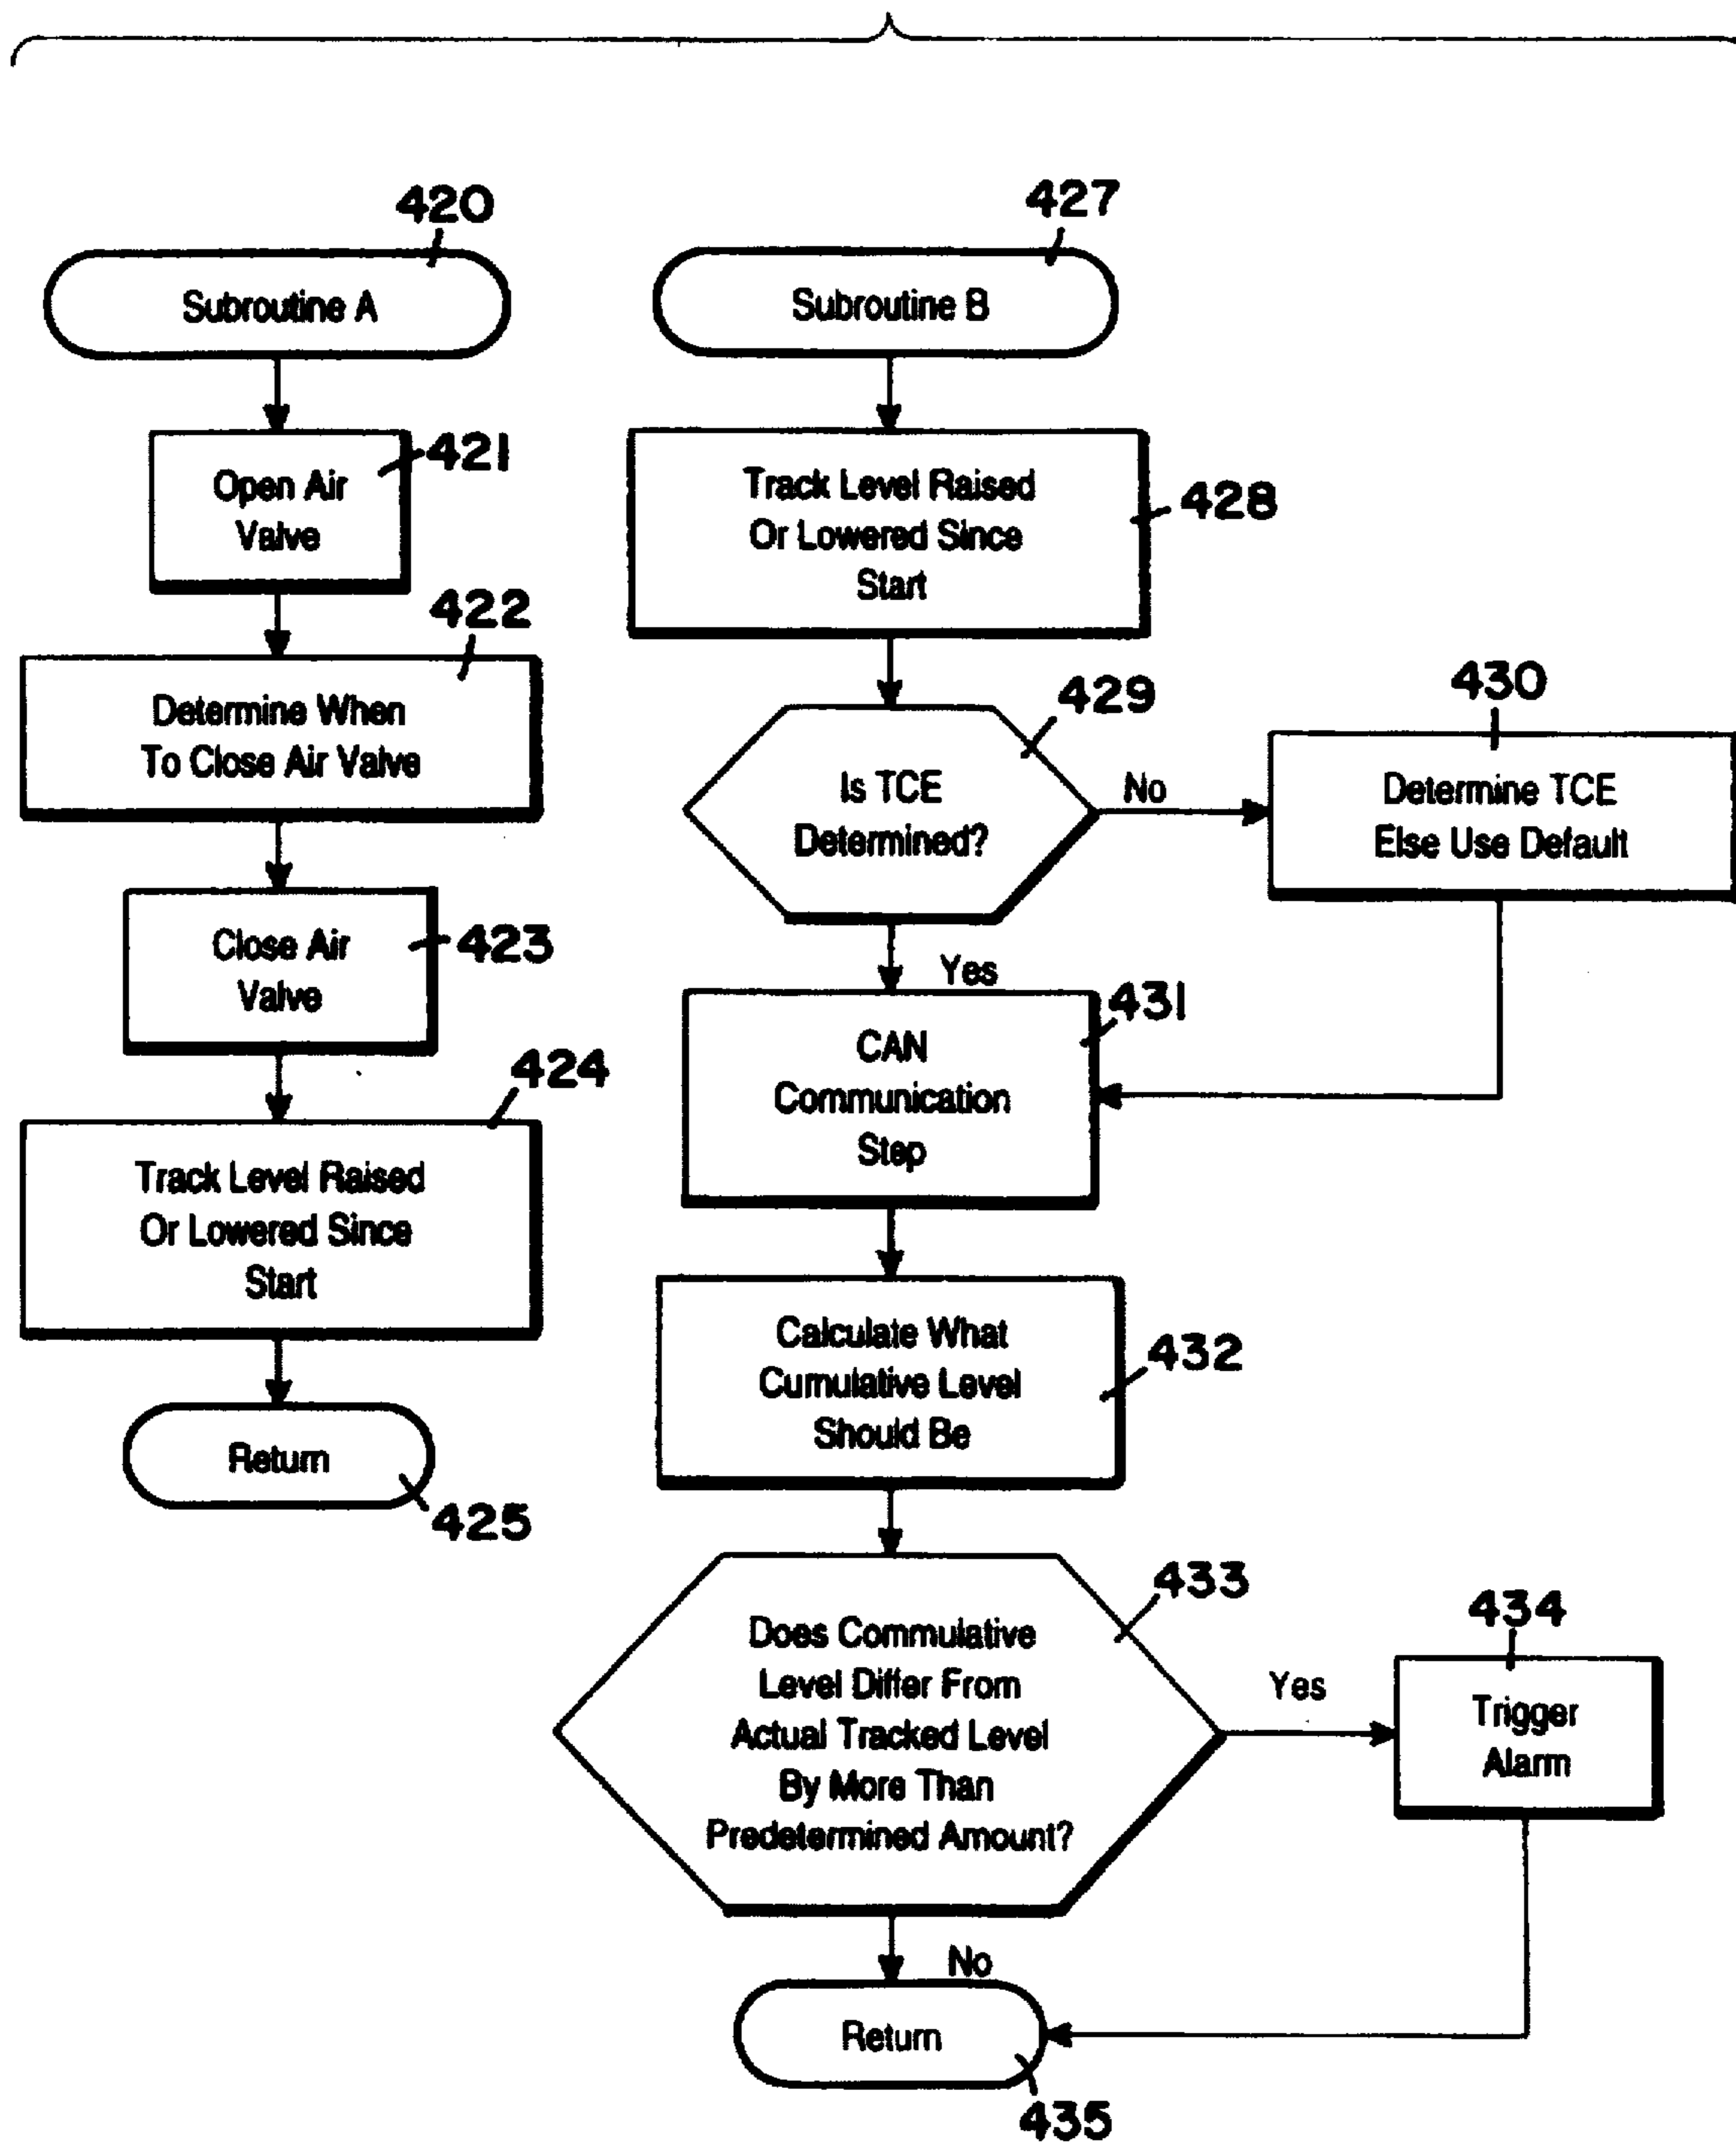 420
Subroutine A
421
Open Air
Valve
422
Determine When
To Close Air Valve
423
Close Air
Valve
424
Track Level Raised
Or Lowered Since
Start
Return
425
427
Subroutine B
428
Track Level Raised
Or Lowered Since
Start
429
Is TCE
Determined?
No
430
Determine TCE
Else Use Default
Yes
431
CAN
Communication
Step
432
Calculate What
Cumulative Level
Should Be
433
Does Commulative
Level Differ From
Actual Tracked Level
By More Than
Predetermined Amount?
Yes
434
Trigger
Alarm
No
Return
435